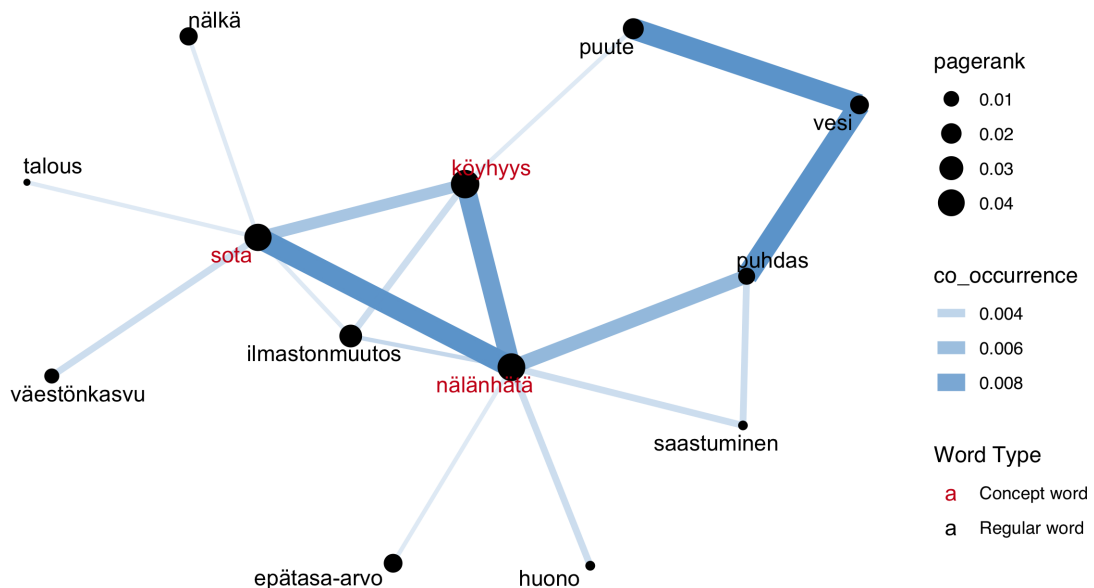 nälkä
puute
vesi
talous
köyhyys
sota
puhdas
ilmastonmuutos
nälänhätä
väestönkasvu
saastuminen
epätasa-arvo
huono
pagerank
0.01
0.02
0.03
0.04
co_occurrence
0.004
0.006
0.008
Word Type
a Concept word
a Regular word